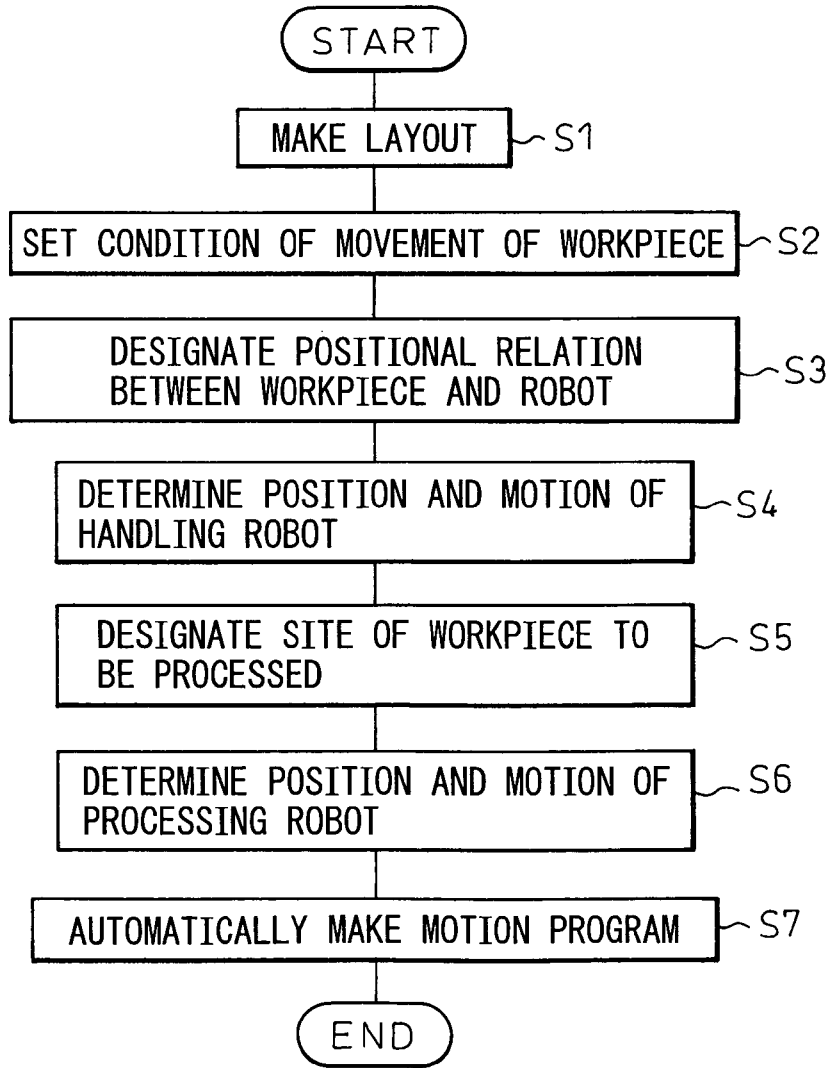 START
MAKE LAYOUT
S1
SET CONDITION OF MOVEMENT OF WORKPIECE
S2
DESIGNATE POSITIONAL RELATION
BETWEEN WORKPIECE AND ROBOT
S3
DETERMINE POSITION AND MOTION OF
HANDLING ROBOT
S4
DESIGNATE SITE OF WORKPIECE TO
BE PROCESSED
S5
DETERMINE POSITION AND MOTION OF
PROCESSING ROBOT
S6
AUTOMATICALLY MAKE MOTION PROGRAM
S7
END